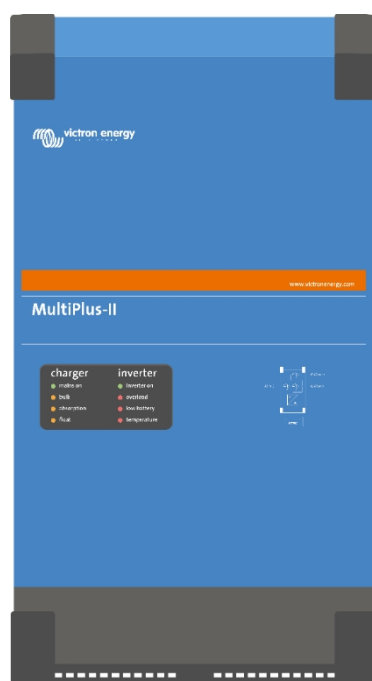 victron energy
www.victronenergy.com
MultiPlus-II
charger inverter
mains on inverter on
bulk overload
absorption low battery
float temperature